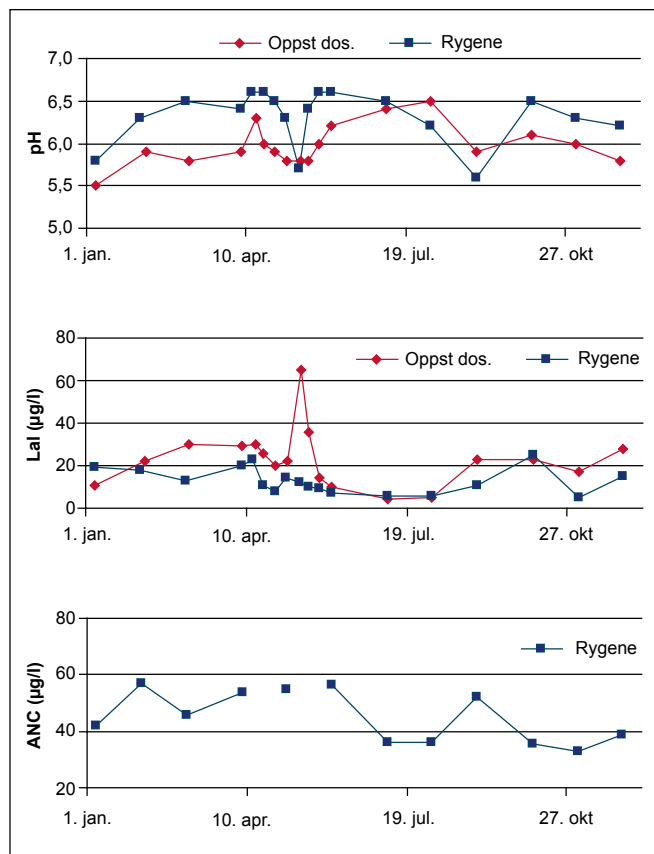 Oppst dos. Rygene
7,0
6,5
6,0
5,5
5,0
pH
1. jan. 10. apr. 19. jul. 27. okt
80
60
40
20
0
Lal (µg/l)
Oppst dos. Rygene
1. jan. 10. apr. 19. jul. 27. okt
80
60
40
20
ANC (µg/l)
Rygene
1. jan. 10. apr. 19. jul. 27. okt